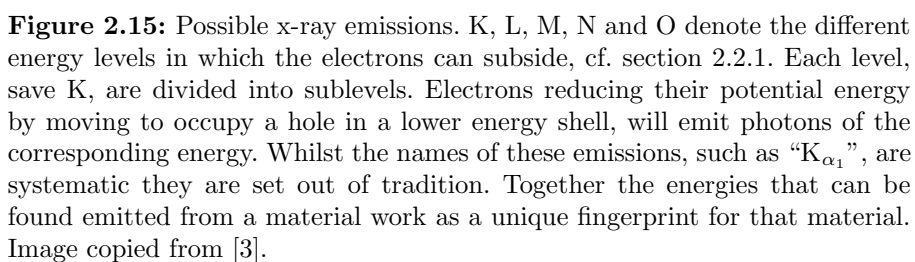 Figure 2.15: Possible x-ray emissions. K, L, M, N and O denote the different
energy levels in which the electrons can subside, cf. section 2.2.1. Each level,
save K, are divided into sublevels. Electrons reducing their potential energy
by moving to occupy a hole in a lower energy shell, will emit photons of the
corresponding energy. Whilst the names of these emissions, such as “K_{α_1}”, are
systematic they are set out of tradition. Together the energies that can be
found emitted from a material work as a unique fingerprint for that material.
Image copied from [3].